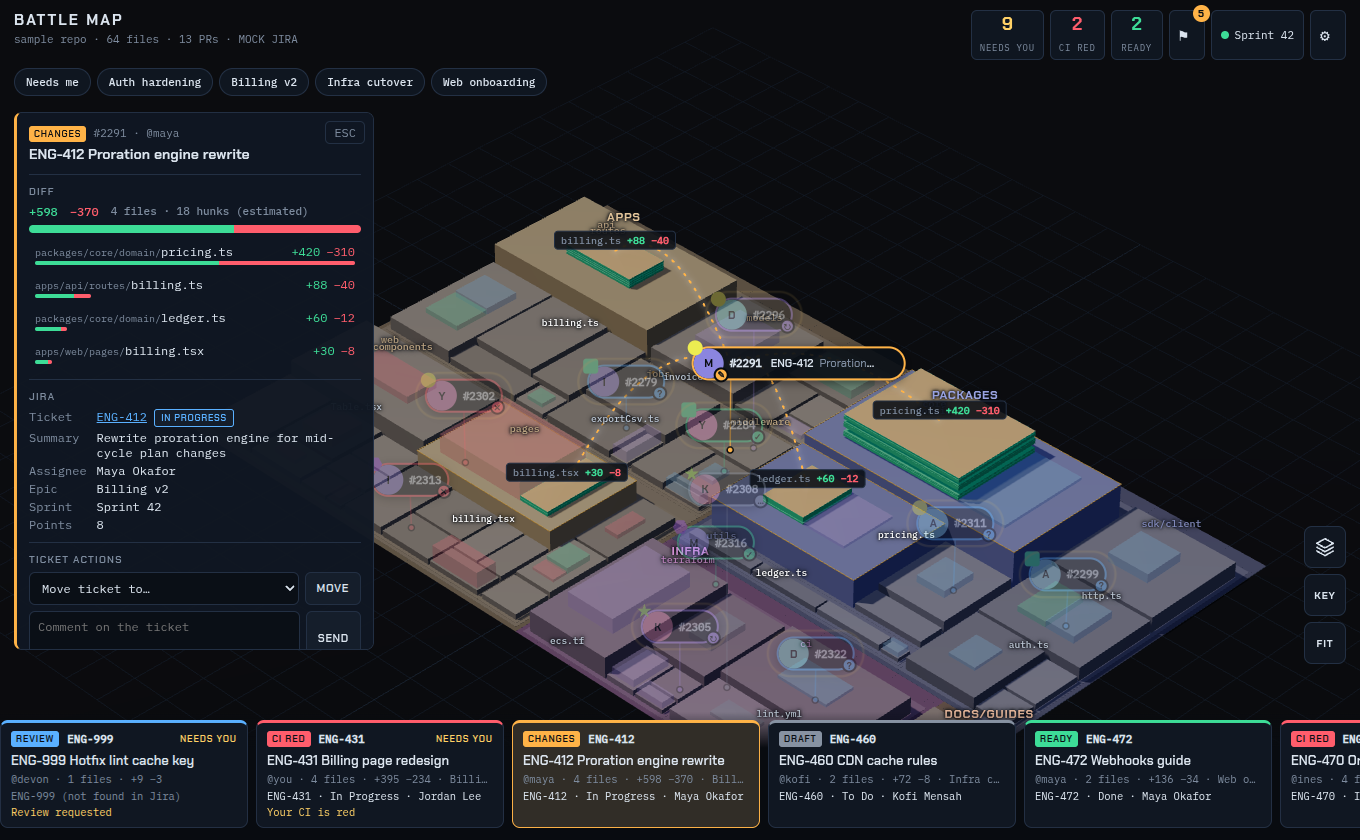 BATTLE MAP
sample repo · 64 files · 13 PRs · MOCK JIRA
9
NEEDS YOU
2
CI RED
2
READY
5
Sprint 42
Needs me
Auth hardening
Billing v2
Infra cutover
Web onboarding
CHANGES #2291 · @maya
ESC
ENG-412 Proration engine rewrite
DIFF
+598 −370 4 files · 18 hunks (estimated)
packages/core/domain/pricing.ts +420 −310
apps/api/routes/billing.ts +88 −40
packages/core/domain/ledger.ts +60 −12
apps/web/pages/billing.tsx +30 −8
JIRA
Ticket ENG-412 IN PROGRESS
Summary Rewrite proration engine for mid-
cycle plan changes
Assignee Maya Okafor
Epic Billing v2
Sprint Sprint 42
Points 8
TICKET ACTIONS
Move ticket to…
MOVE
Comment on the ticket
SEND
APPS
api
billing.ts +88 −40
D #2296
models
billing.ts
web
components
M #2291 ENG-412 Proration…
#2279
jobs
invoice
Y #2302
PACKAGES
pricing.ts +420 −310
exportCsv.ts
Y #2284
middleware
pages
billing.tsx +30 −8
ledger.ts +60 −12
#2313
K #2308
billing.tsx
A #2311
sdk/client
pricing.ts
utils
M #2316
INFRA
terraform
ledger.ts
A #2299
http.ts
K #2305
ecs.tf
ci
D #2322
auth.ts
lint.yml
DOCS/GUIDES
KEY
FIT
REVIEW ENG-999 NEEDS YOU
ENG-999 Hotfix lint cache key
@devon · 1 files · +9 −3
ENG-999 (not found in Jira)
Review requested
CI RED ENG-431 NEEDS YOU
ENG-431 Billing page redesign
@you · 4 files · +395 −234 · Billi…
ENG-431 · In Progress · Jordan Lee
Your CI is red
CHANGES ENG-412
ENG-412 Proration engine rewrite
@maya · 4 files · +598 −370 · Bill…
ENG-412 · In Progress · Maya Okafor
DRAFT ENG-460
ENG-460 CDN cache rules
@kofi · 2 files · +72 −8 · Infra c…
ENG-460 · To Do · Kofi Mensah
READY ENG-472
ENG-472 Webhooks guide
@maya · 2 files · +136 −34 · Web o…
ENG-472 · Done · Maya Okafor
CI RED
ENG-470
@ines · 4
ENG-470 ·